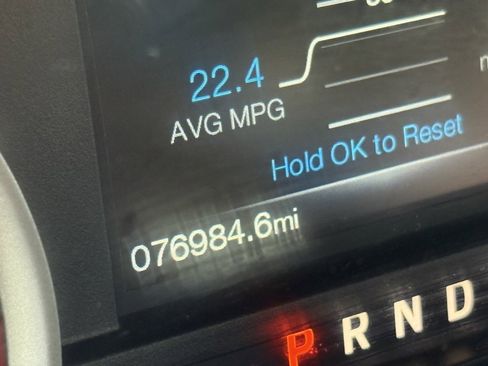 22.4
AVG MPG
Hold OK to Reset
076984.6mi
P R N D